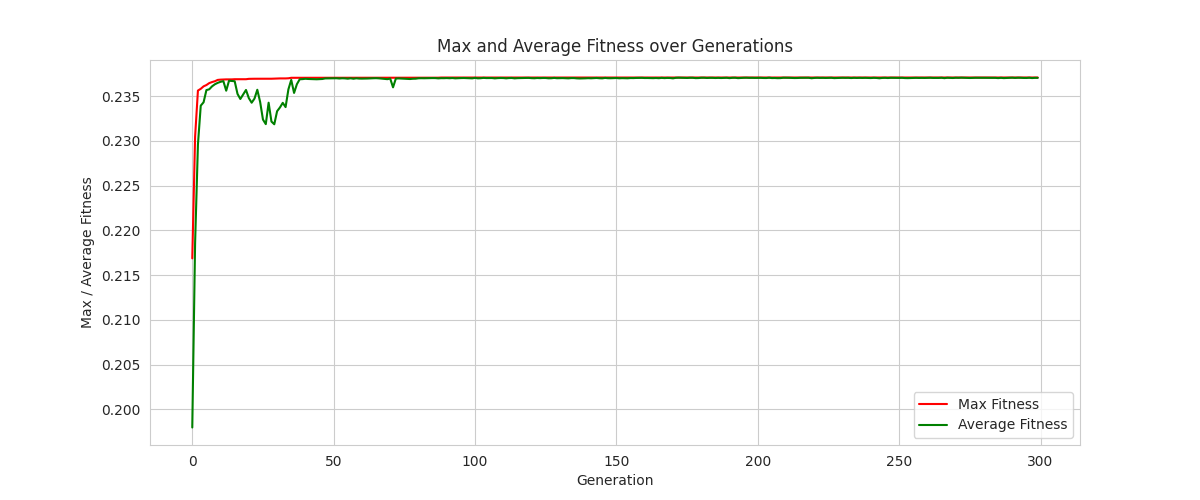 Max and Average Fitness over Generations
Max / Average Fitness
0.235
0.230
0.225
0.220
0.215
0.210
0.205
0.200
0 50 100 150 200 250 300
Generation
Max Fitness
Average Fitness